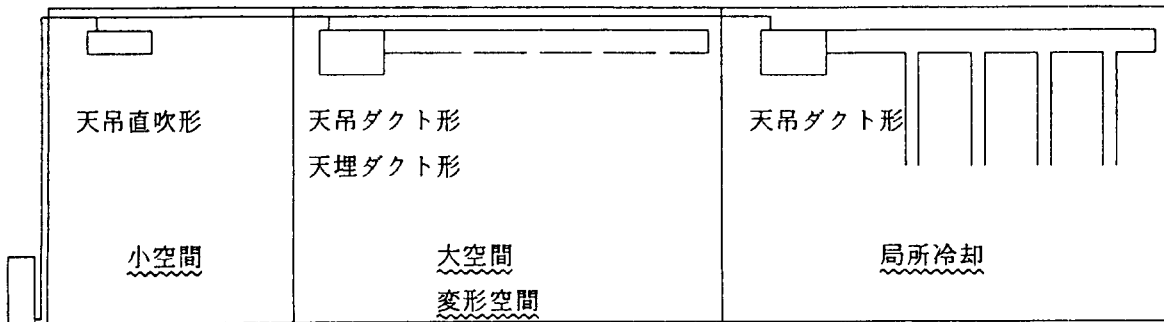 天吊直吹形
小空間
天吊ダクト形
天埋ダクト形
大空間
変形空間
天吊ダクト形
局所冷却